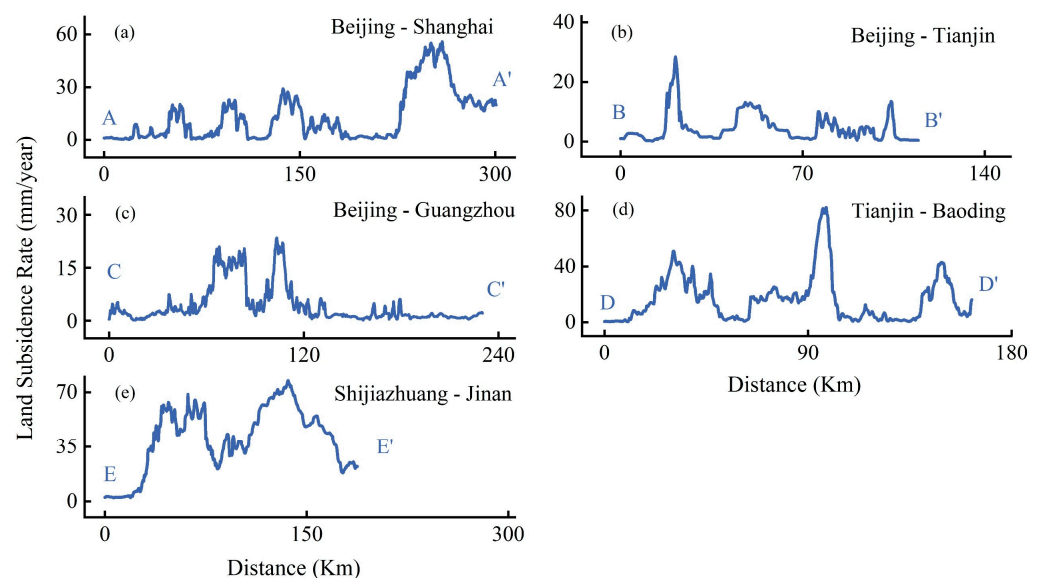 Land Subsidence Rate (mm/year)
(a)
Beijing - Shanghai
60
30
0
A
A'
0
150
300
(b)
Beijing - Tianjin
40
20
0
B
B'
0
70
140
(c)
Beijing - Guangzhou
30
15
0
C
C'
0
120
240
(d)
Tianjin - Baoding
80
40
0
D
D'
0
90
180
Distance (Km)
(e)
Shijiazhuang - Jinan
70
35
0
E
E'
0
150
300
Distance (Km)